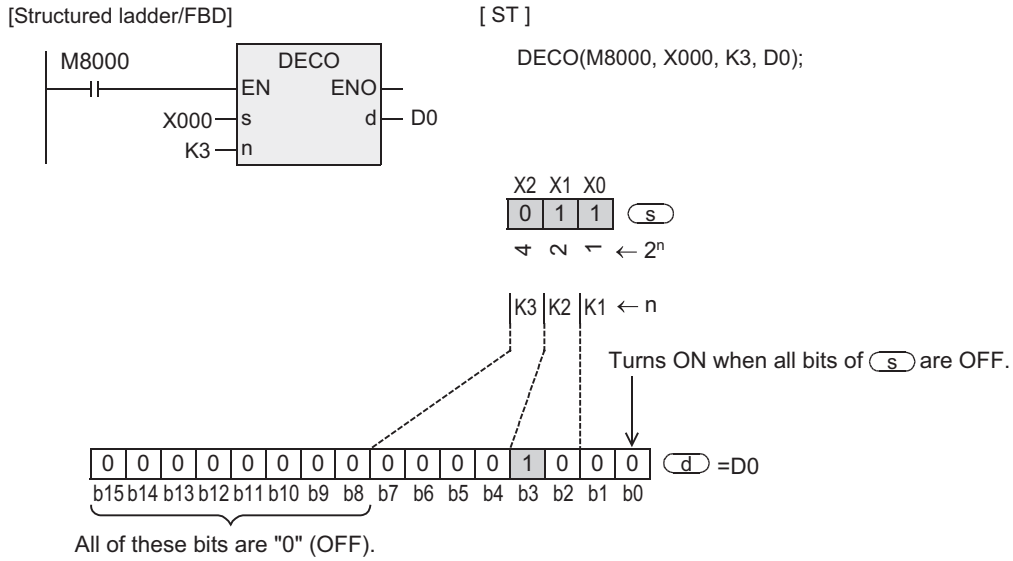 [Structured ladder/FBD]
[ ST ]
M8000
DECO
EN ENO
X000 s d D0
K3 n
DECO(M8000, X000, K3, D0);
X2 X1 X0
0 1 1 s
4 2 1 ← 2ⁿ
K3 K2 K1 ← n
Turns ON when all bits of s are OFF.
0 0 0 0 0 0 0 0 0 0 0 0 1 0 0 0 d =D0
b15 b14 b13 b12 b11 b10 b9 b8 b7 b6 b5 b4 b3 b2 b1 b0
All of these bits are "0" (OFF).